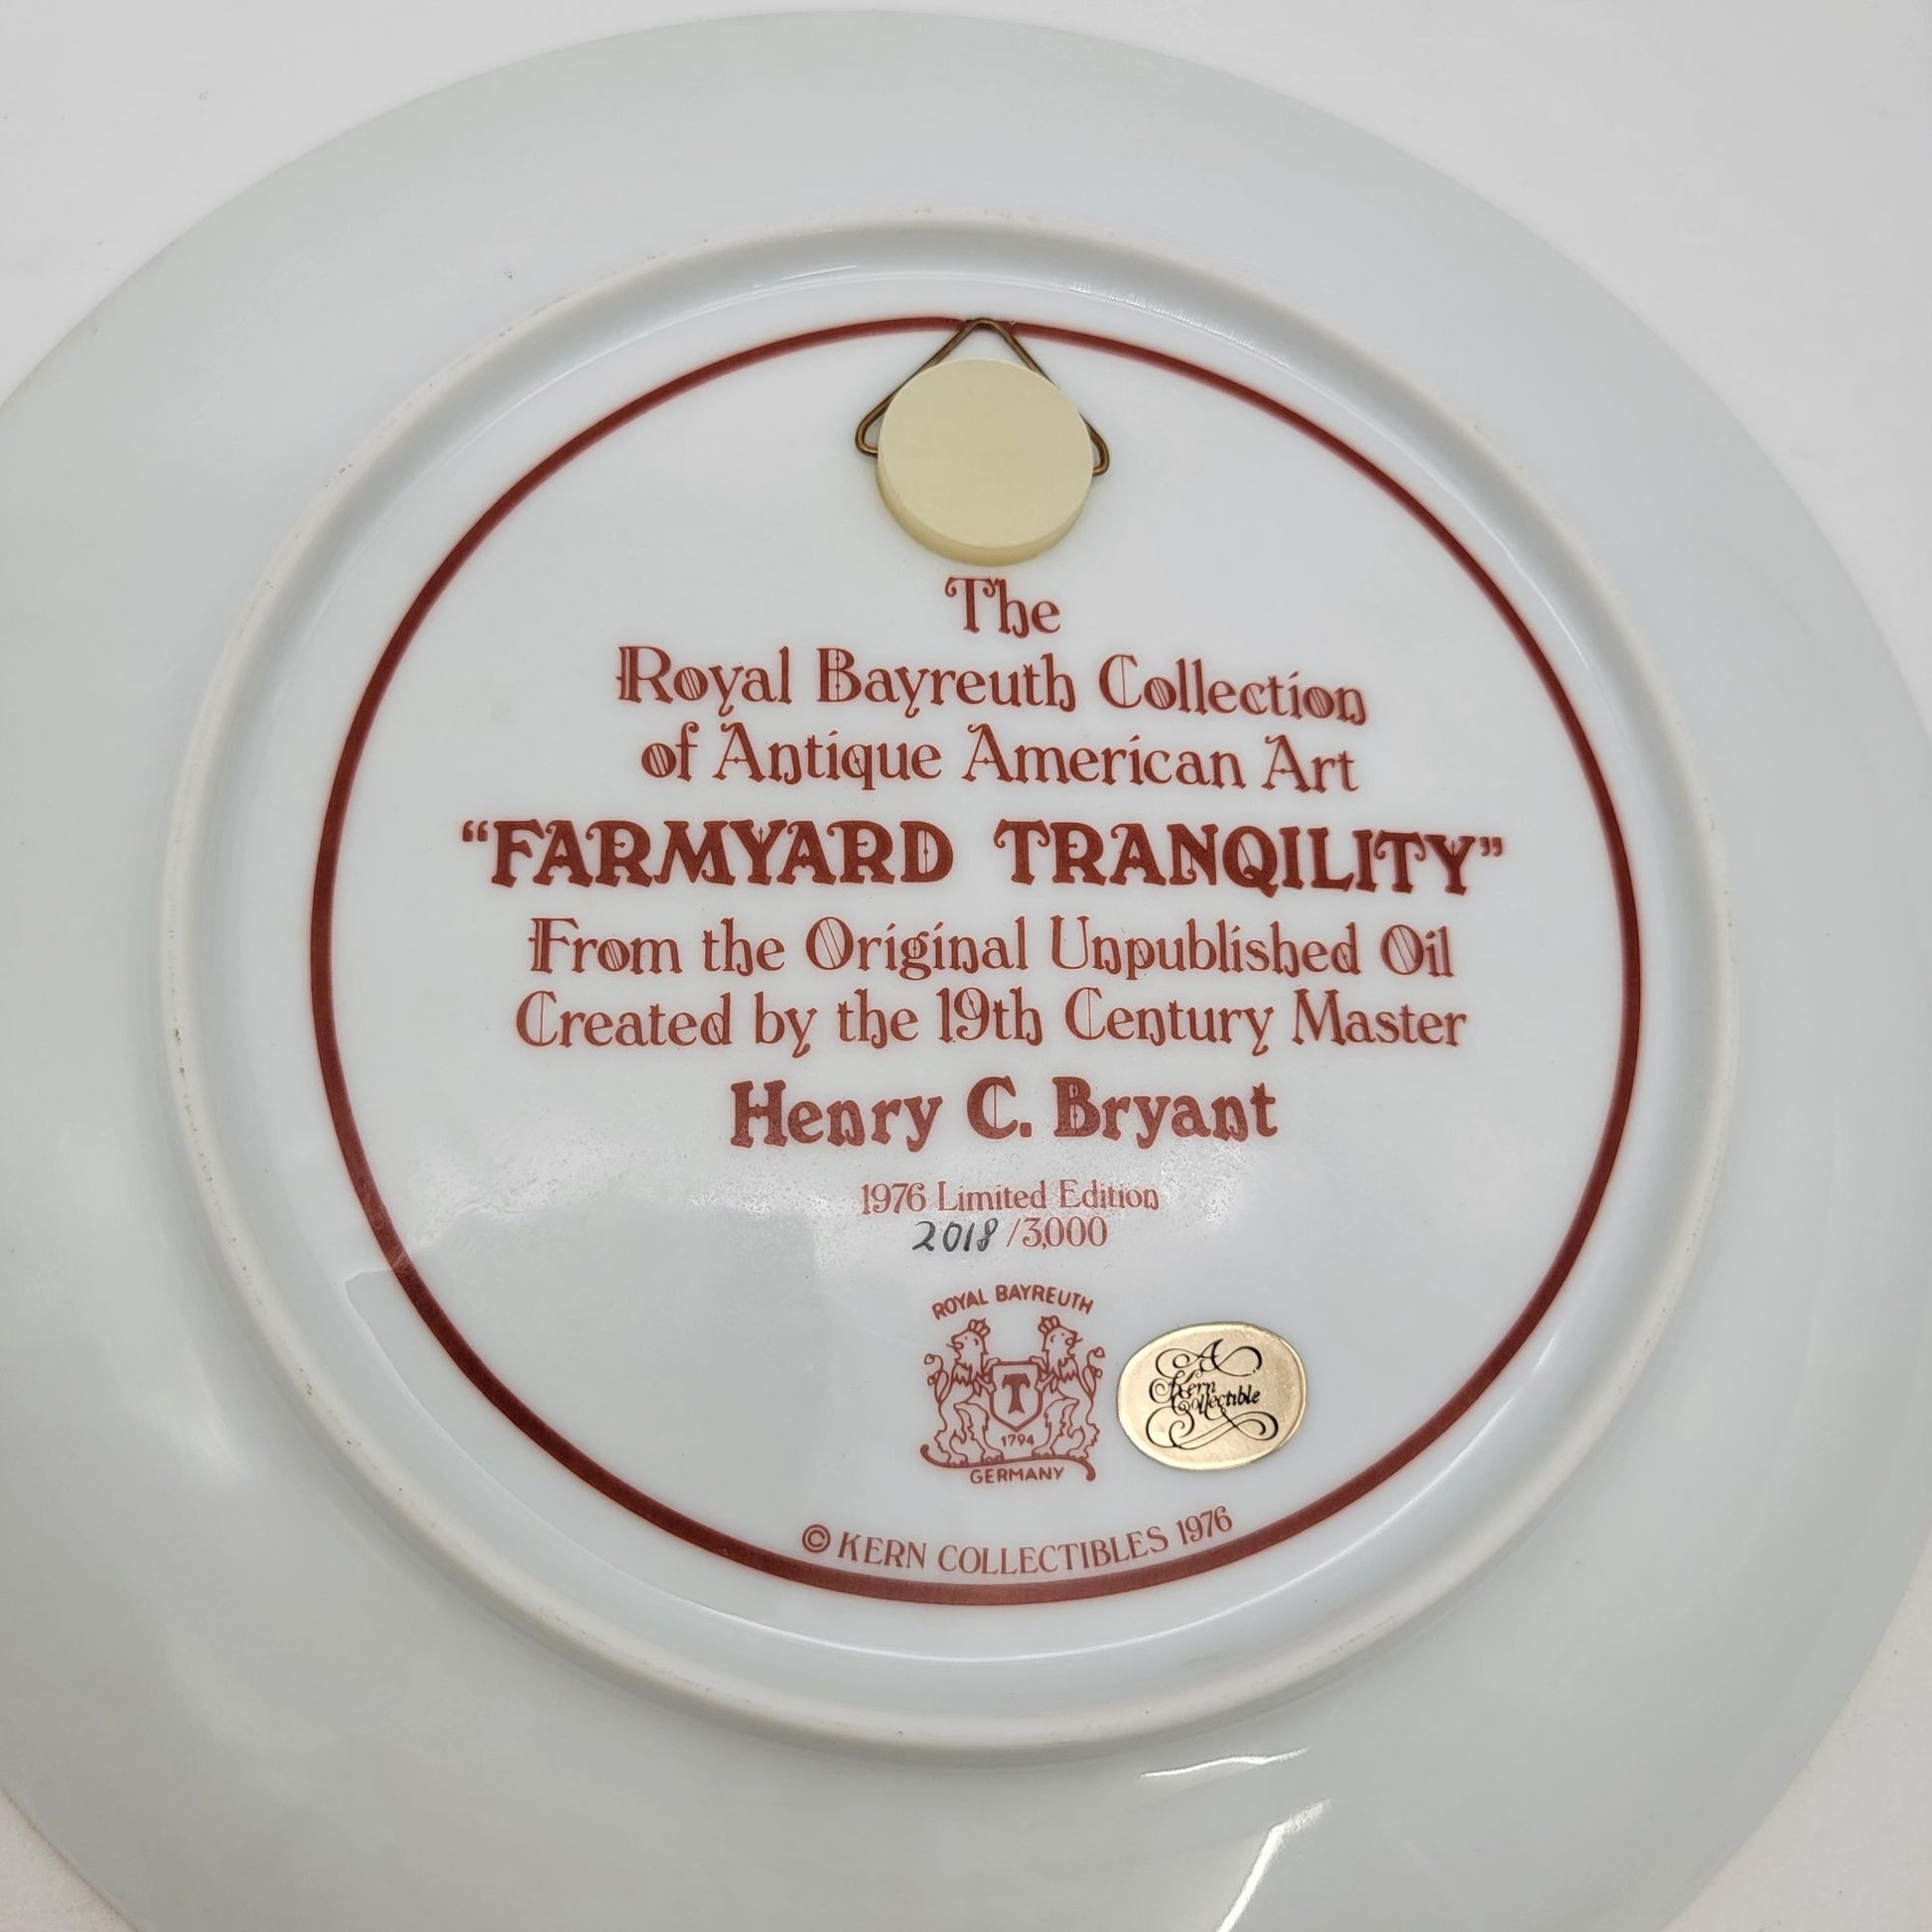 The
Royal Bayreuth Collection
of Antique American Art
“FARMYARD TRANQILITY”
From the Original Unpublished Oil
Created by the 19th Century Master
Henry C. Bryant
1976 Limited Edition
2018/3,000
ROYAL BAYREUTH
T
1794
GERMANY
A
Kern
Collectible
© KERN COLLECTIBLES 1976